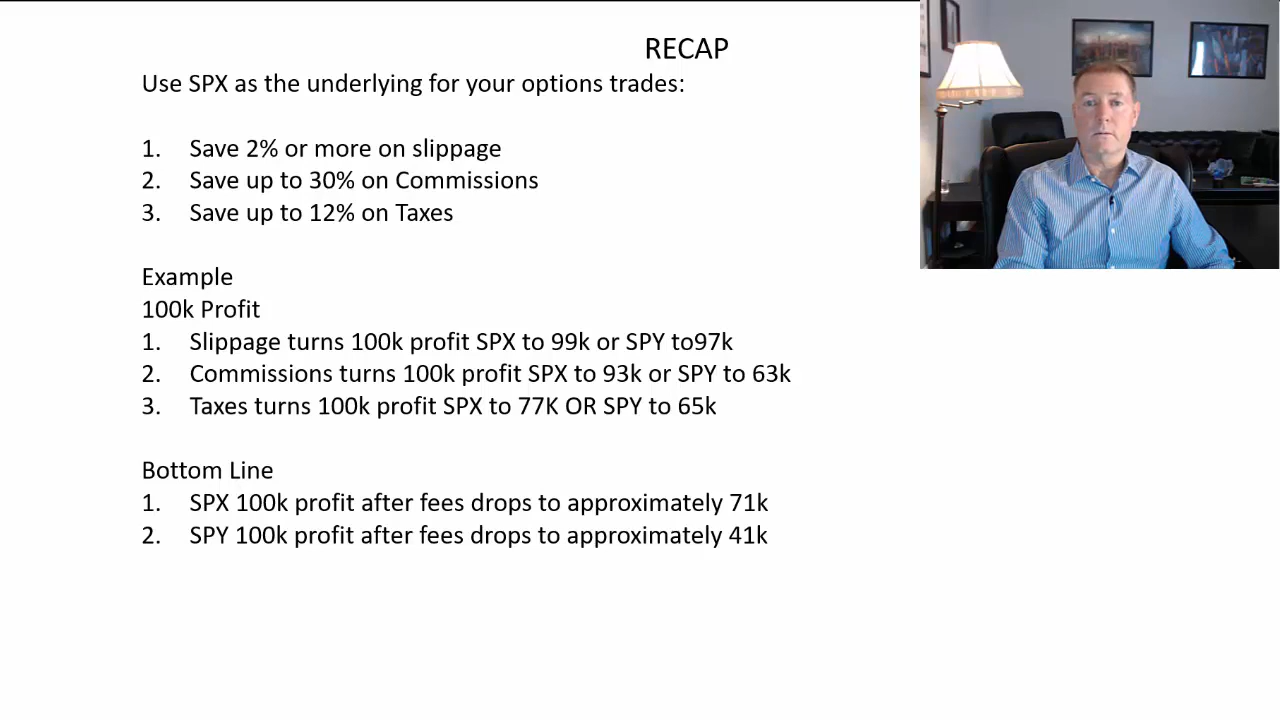 RECAP
Use SPX as the underlying for your options trades:
1. Save 2% or more on slippage
2. Save up to 30% on Commissions
3. Save up to 12% on Taxes
Example
100k Profit
1. Slippage turns 100k profit SPX to 99k or SPY to97k
2. Commissions turns 100k profit SPX to 93k or SPY to 63k
3. Taxes turns 100k profit SPX to 77K OR SPY to 65k
Bottom Line
1. SPX 100k profit after fees drops to approximately 71k
2. SPY 100k profit after fees drops to approximately 41k